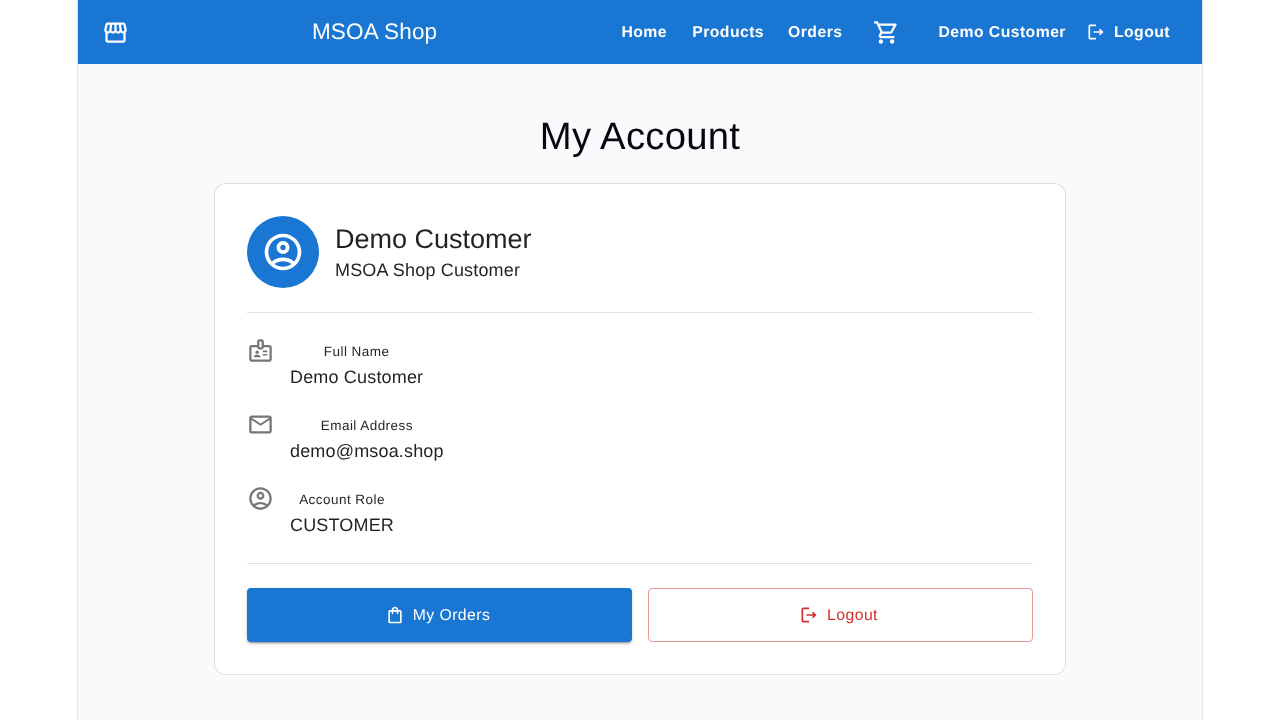 MSOA Shop
Home
Products
Orders
Demo Customer
Logout
My Account
Demo Customer
MSOA Shop Customer
Full Name
Demo Customer
Email Address
demo@msoa.shop
Account Role
CUSTOMER
My Orders
Logout